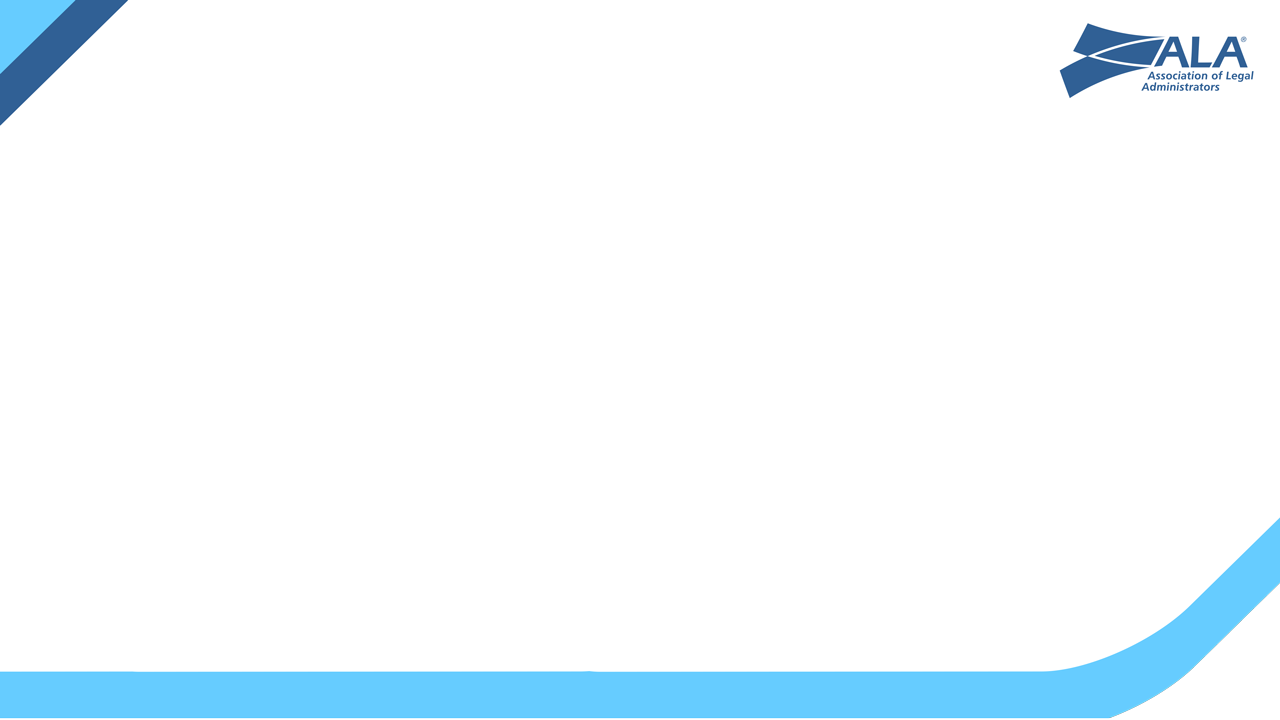 ALA®
Association of Legal
Administrators